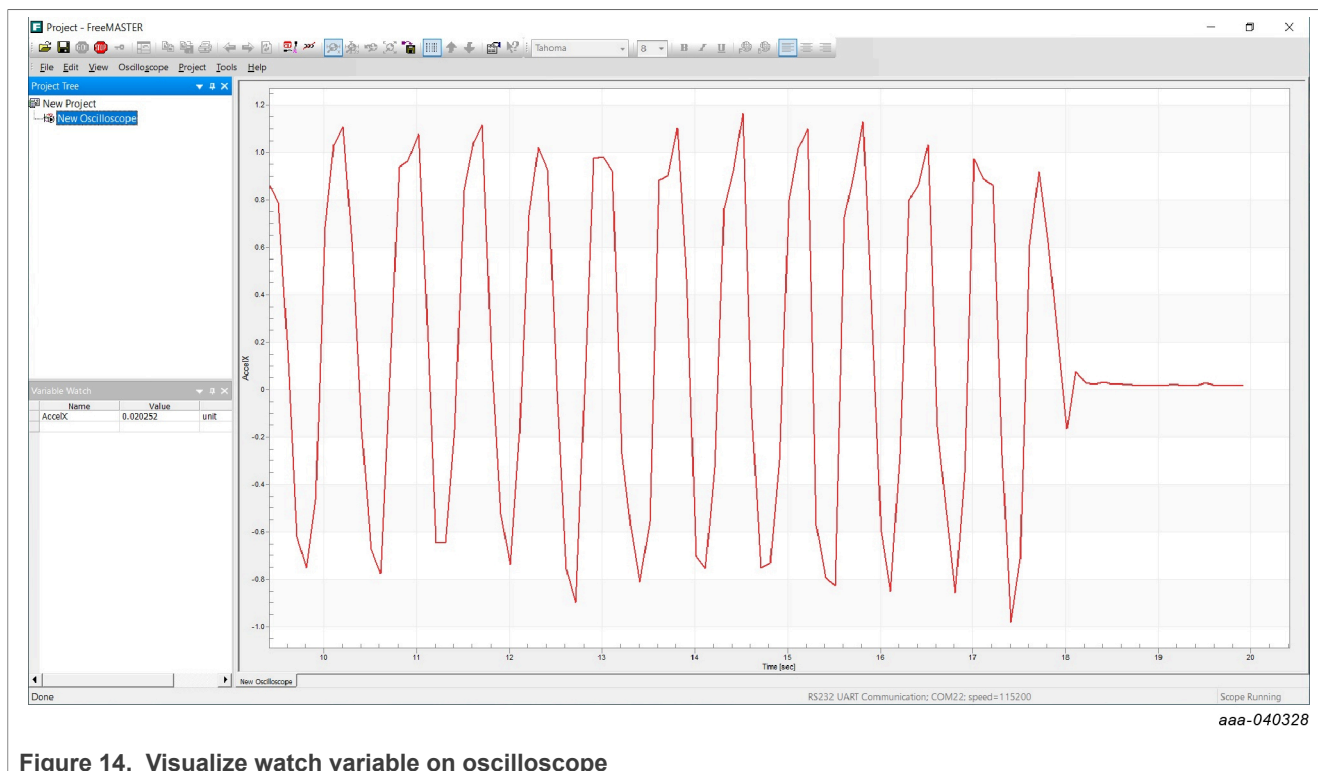 Project - FreeMASTER
Tahoma 8 B I U
File Edit View Oscilloscope Project Tools Help
Project Tree
New Project
New Oscilloscope
Variable Watch
Name Value
AccelX 0.020252 unit
1.2
1.0
0.8
0.6
0.4
0.2
0
-0.2
-0.4
-0.6
-0.8
-1.0
AccelX
10 11 12 13 14 15 16 17 18 19 20
Time [sec]
New Oscilloscope
Done RS232 UART Communication; COM22; speed=115200 Scope Running
aaa-040328
Figure 14. Visualize watch variable on oscilloscope